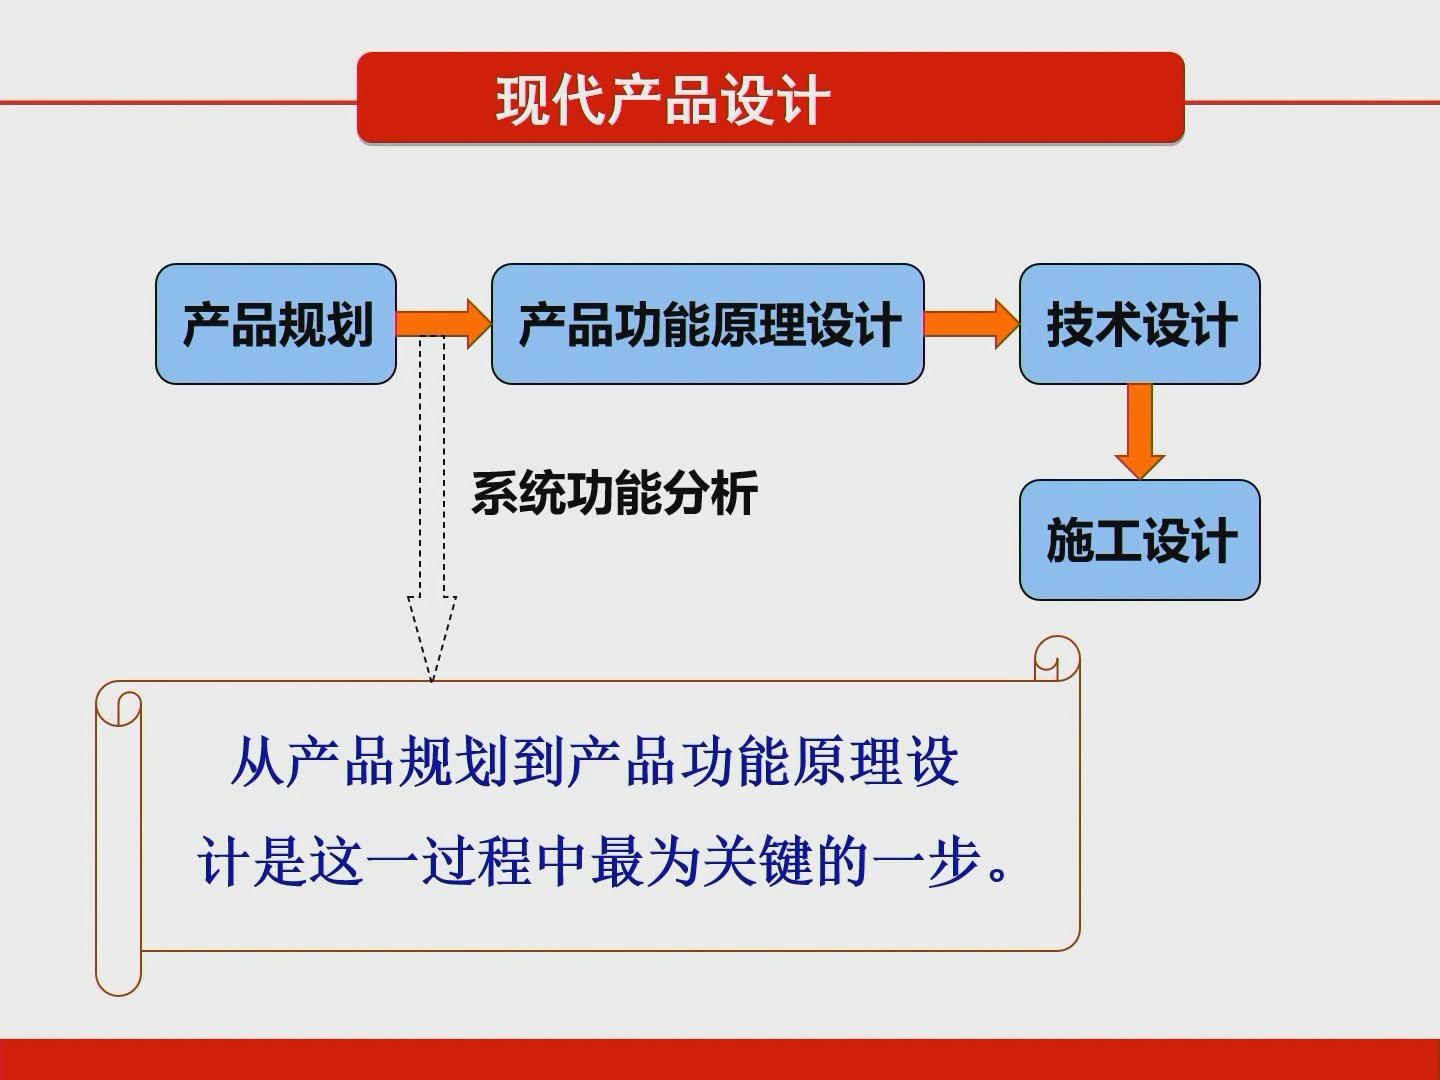 现代产品设计
产品规划
产品功能原理设计
技术设计
系统功能分析
施工设计
从产品规划到产品功能原理设
计是这一过程中最为关键的一步。